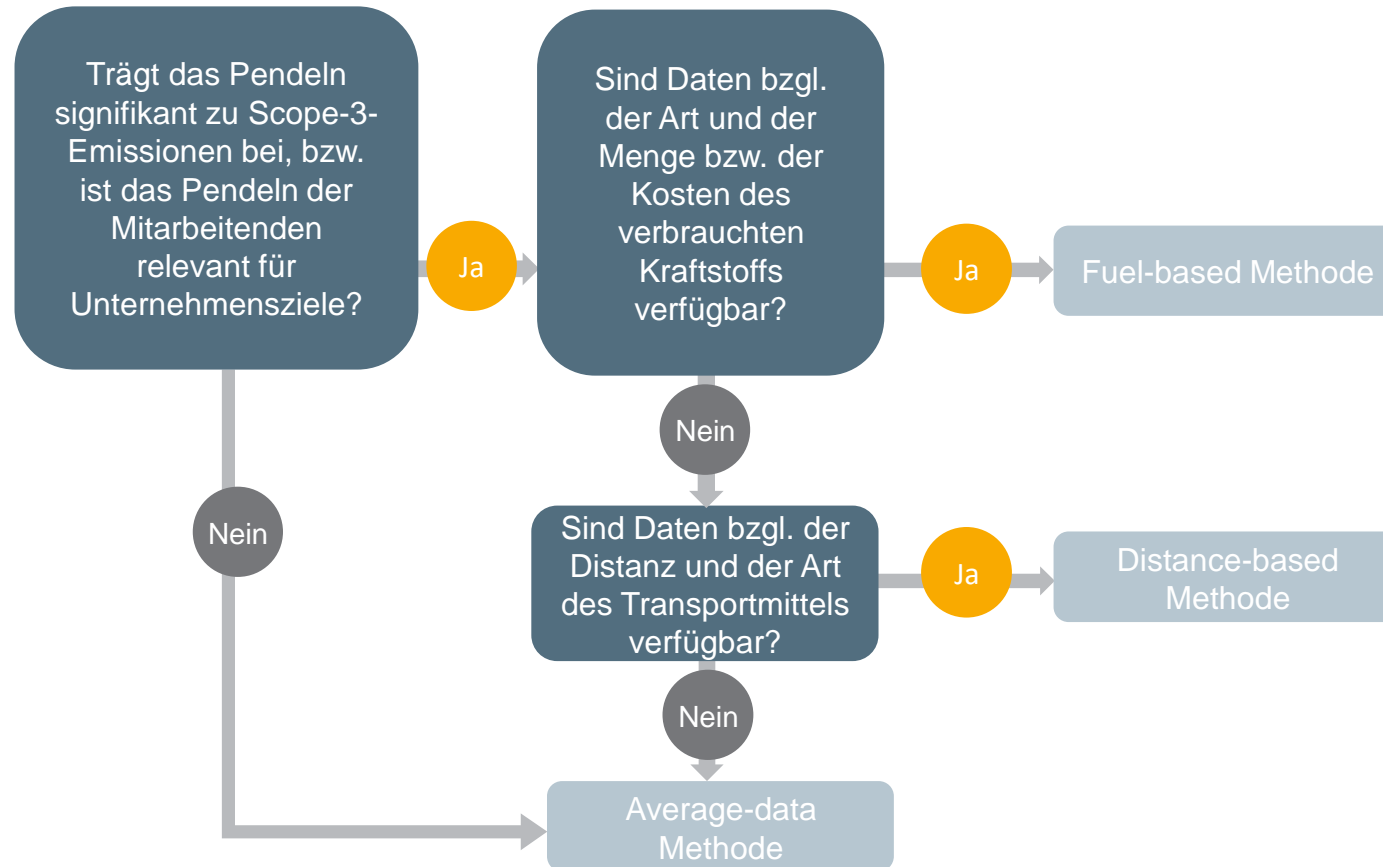 Trägt das Pendeln
signifikant zu Scope-3-
Emissionen bei, bzw.
ist das Pendeln der
Mitarbeitenden
relevant für
Unternehmensziele?
Ja
Sind Daten bzgl.
der Art und der
Menge bzw. der
Kosten des
verbrauchten
Kraftstoffs
verfügbar?
Ja
Fuel-based Methode
Nein
Nein
Sind Daten bzgl. der
Distanz und der Art
des Transportmittels
verfügbar?
Ja
Distance-based
Methode
Nein
Average-data
Methode